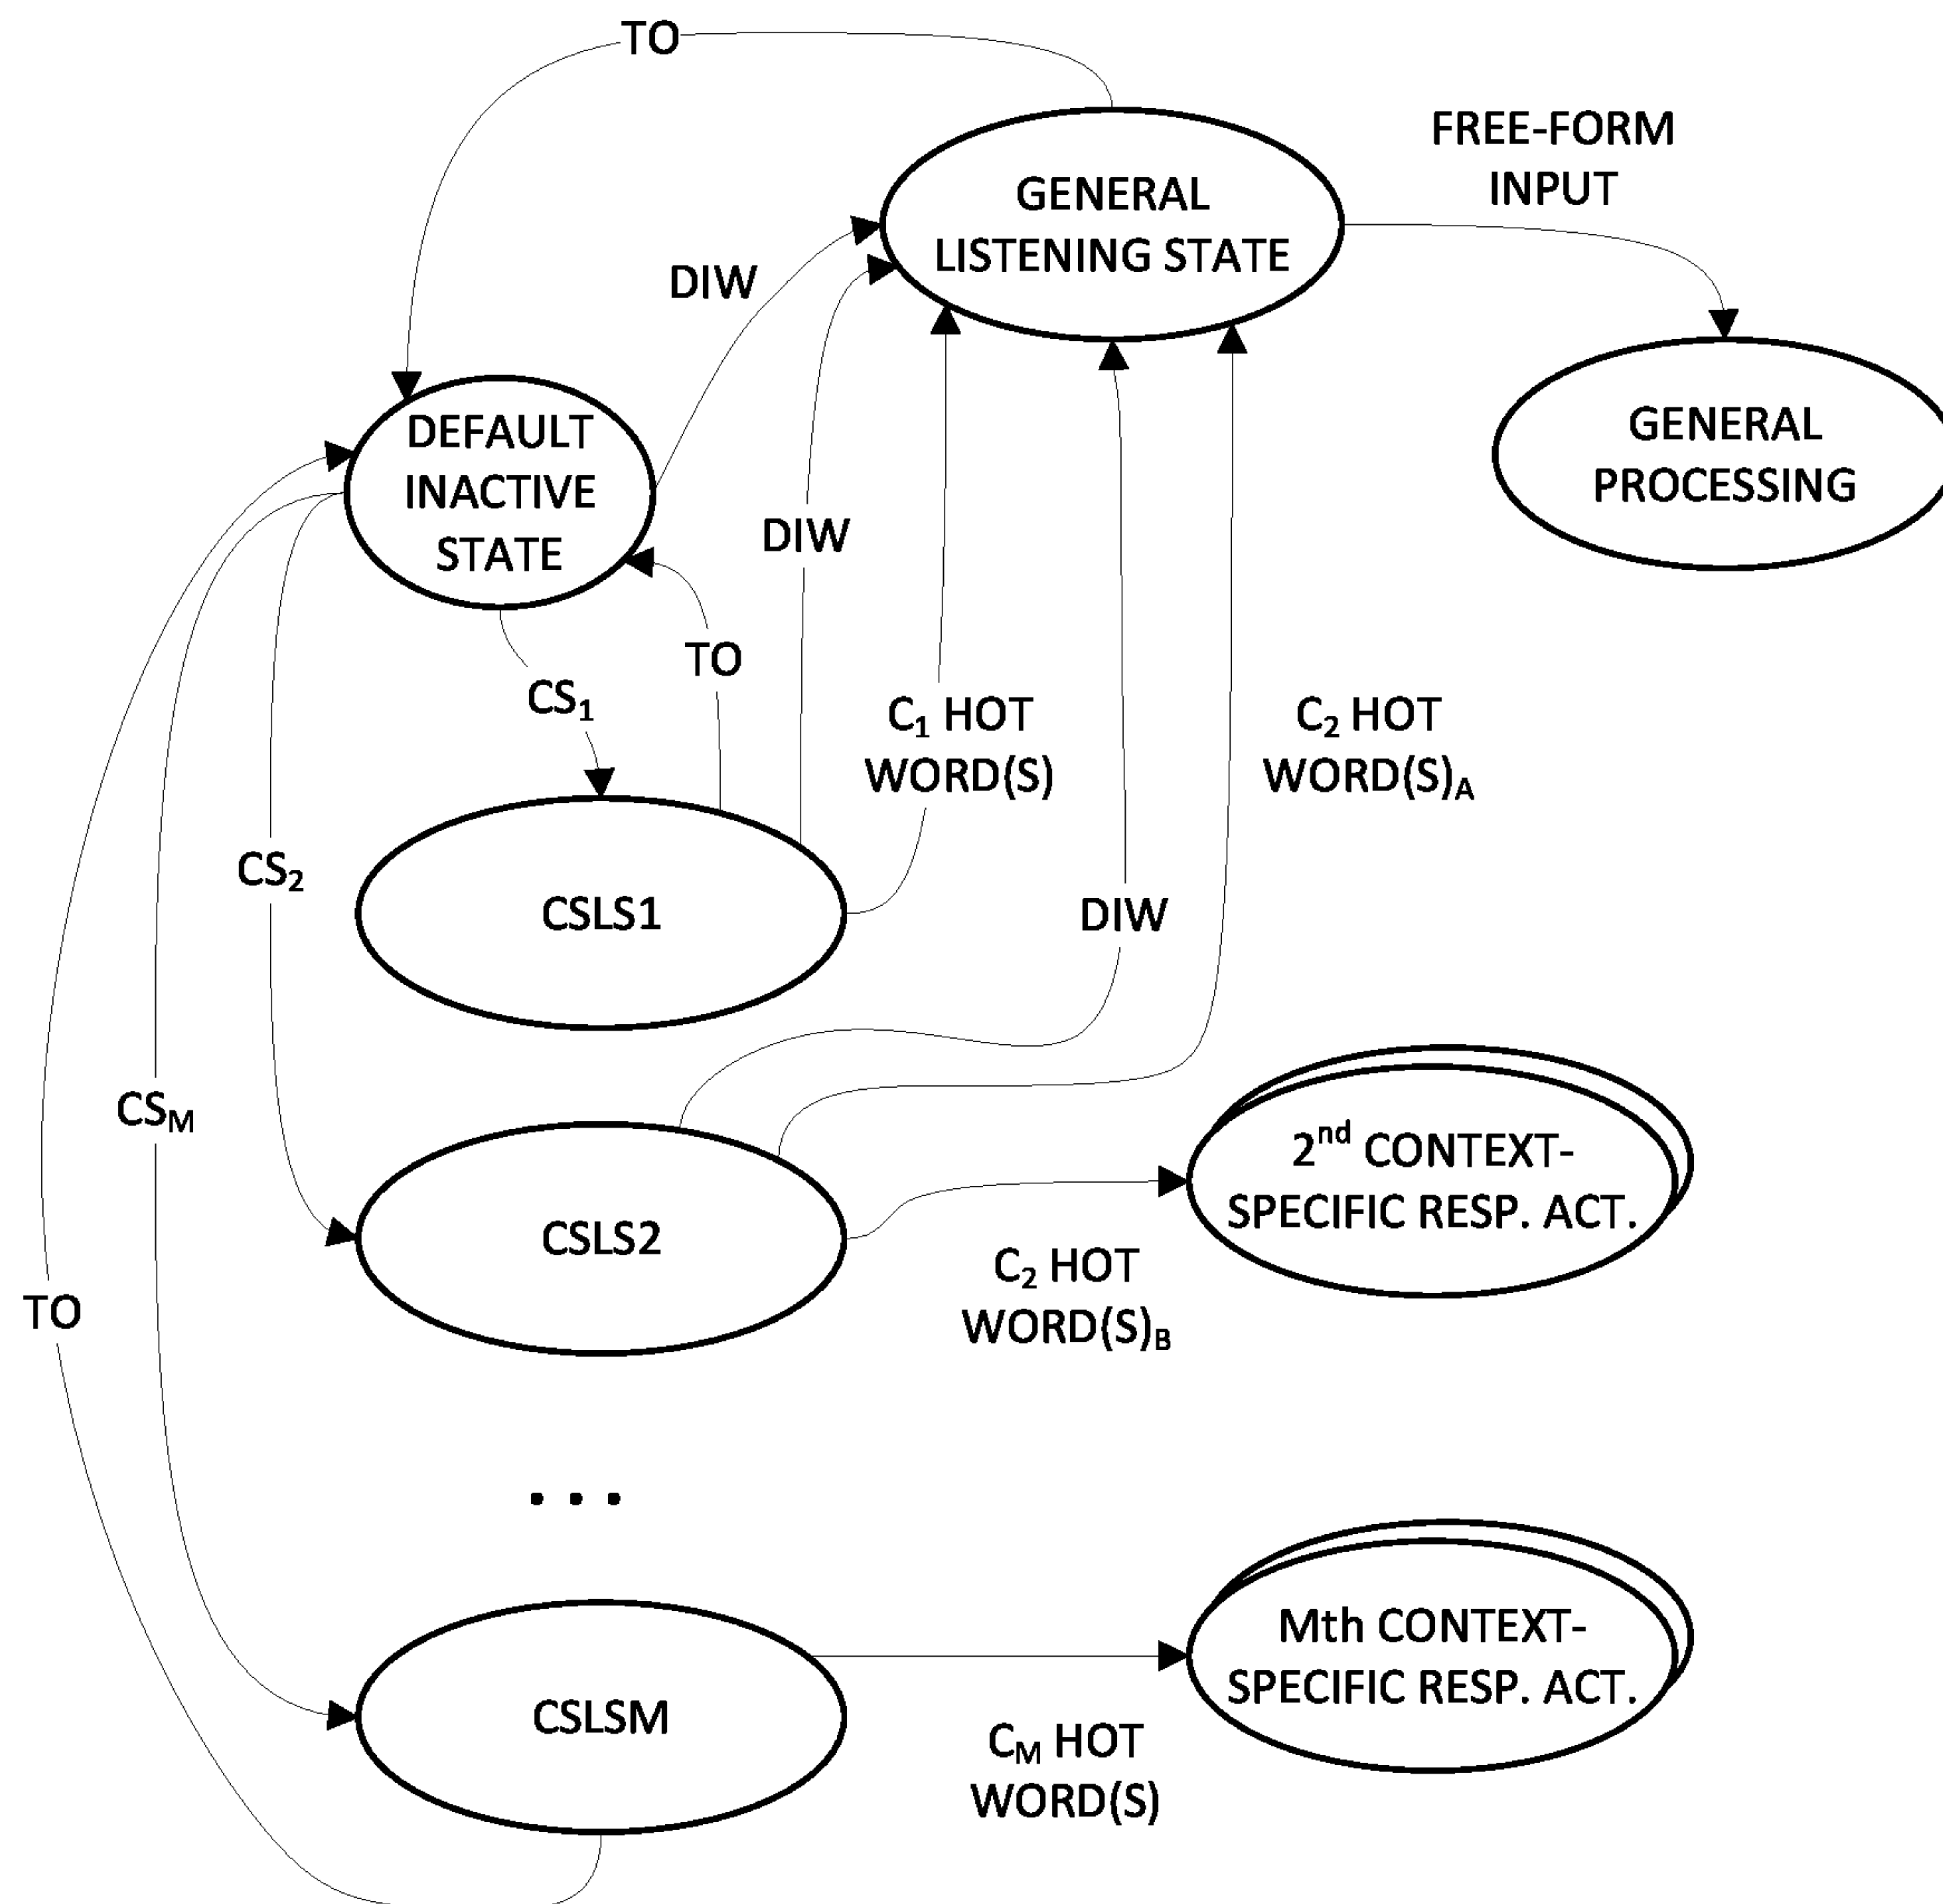 TO
FREE-FORM
INPUT
GENERAL
LISTENING STATE
DIW
DEFAULT
INACTIVE
STATE
GENERAL
PROCESSING
DIW
TO
CS₁
C₁ HOT
WORD(S)
C₂ HOT
WORD(S)A
CS₂
CSLS1
DIW
CSM
2nd CONTEXT-
SPECIFIC RESP. ACT.
CSLS2
C₂ HOT
WORD(S)B
TO
...
Mth CONTEXT-
SPECIFIC RESP. ACT.
CSLSM
CM HOT
WORD(S)